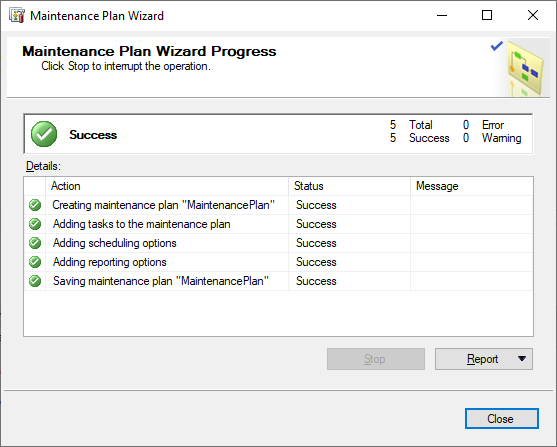 Maintenance Plan Wizard
Maintenance Plan Wizard Progress
Click Stop to interrupt the operation.
Success
5 Total 0 Error
5 Success 0 Warning
Details:
Action Status Message
Creating maintenance plan "MaintenancePlan" Success
Adding tasks to the maintenance plan Success
Adding scheduling options Success
Adding reporting options Success
Saving maintenance plan "MaintenancePlan" Success
Stop Report
Close